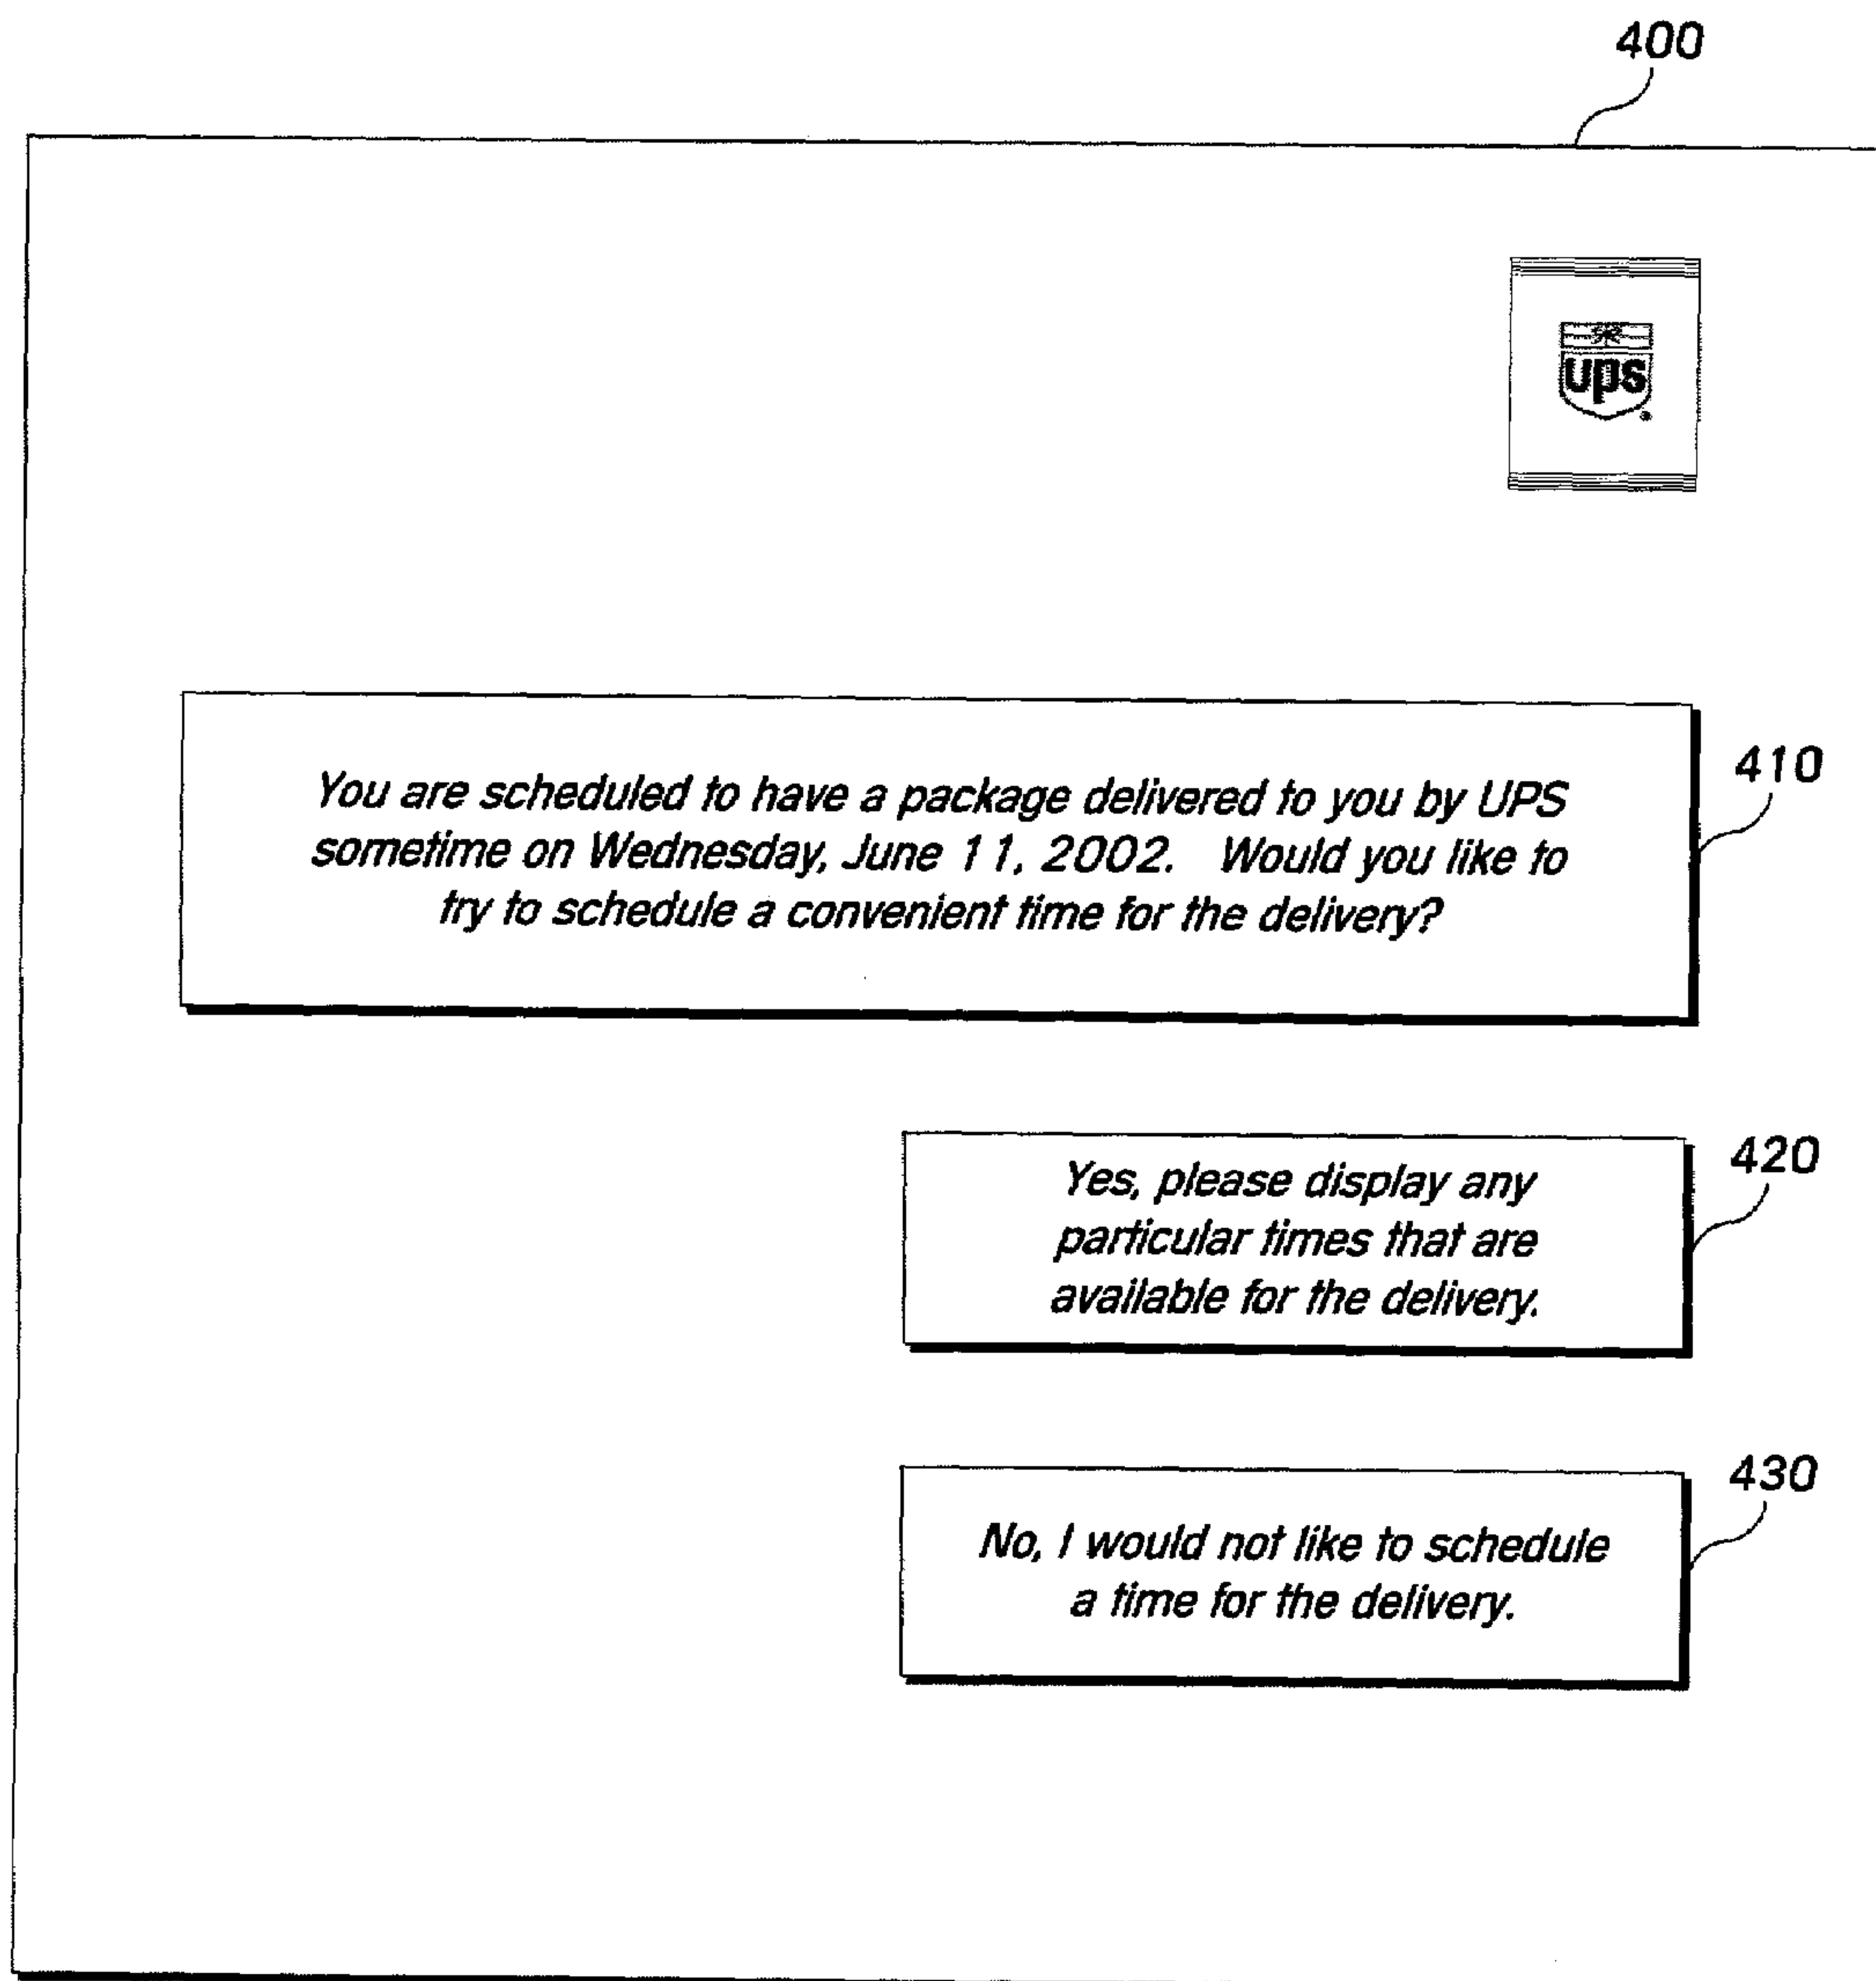 400
ups
You are scheduled to have a package delivered to you by UPS
sometime on Wednesday, June 11, 2002. Would you like to
try to schedule a convenient time for the delivery?
410
Yes, please display any
particular times that are
available for the delivery.
420
No, I would not like to schedule
a time for the delivery.
430